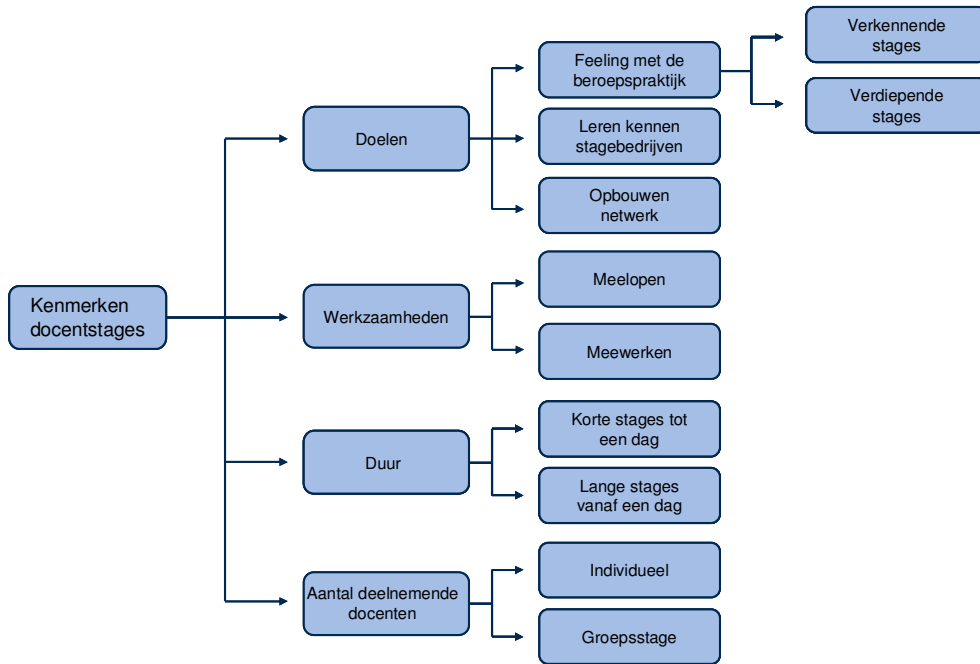 Verkennende
stages
Feeling met de
beroepspraktijk
Verdiepende
stages
Doelen
Leren kennen
stagebedrijven
Opbouwen
netwerk
Kenmerken
docentstages
Werkzaamheden
Meelopen
Meewerken
Duur
Korte stages tot
een dag
Lange stages
vanaf een dag
Aantal deelnemende
docenten
Individueel
Groepsstage